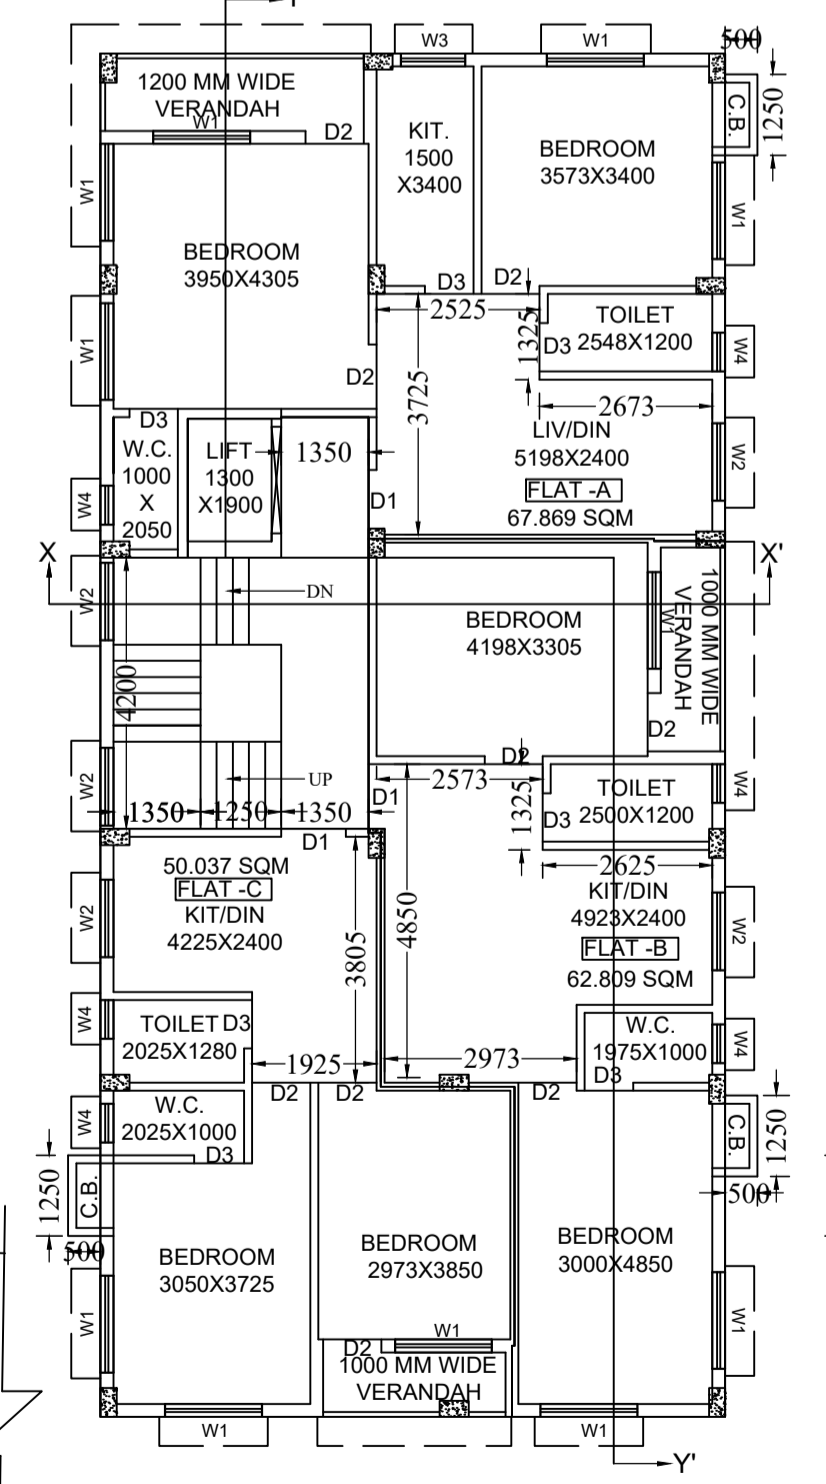 W3
W1
500
1200 MM WIDE
VERANDAH
W1
D2
KIT.
1500
X3400
BEDROOM
3573X3400
C.B.
1250
W1
W1
BEDROOM
3950X4305
D3
D2
2525
1325
TOILET
D3 2548X1200
W4
W1
D2
3725
2673
D3
W.C.
1000
X
2050
LIFT
1300
X1900
1350
LIV/DIN
5198X2400
FLAT -A
67.869 SQM
W2
W4
D1
X
X'
W2
DN
BEDROOM
4198X3305
W1
1000 MM WIDE
VERANDAH
4200
D2
D2
W2
UP
2573
1325
TOILET
2500X1200
D3
W4
1350
1250
1350
D1
D1
50.037 SQM
FLAT -C
KIT/DIN
4225X2400
W2
3805
4850
2625
KIT/DIN
4923X2400
FLAT -B
62.809 SQM
W2
W4
TOILET D3
2025X1280
1925
2973
W.C.
1975X1000
D3
W4
D2
D2
D2
W4
W.C.
2025X1000
D3
C.B.
1250
500
1250
C.B.
500
BEDROOM
3050X3725
BEDROOM
2973X3850
BEDROOM
3000X4850
W1
W1
D2
W1
1000 MM WIDE
VERANDAH
W1
W1
Y'